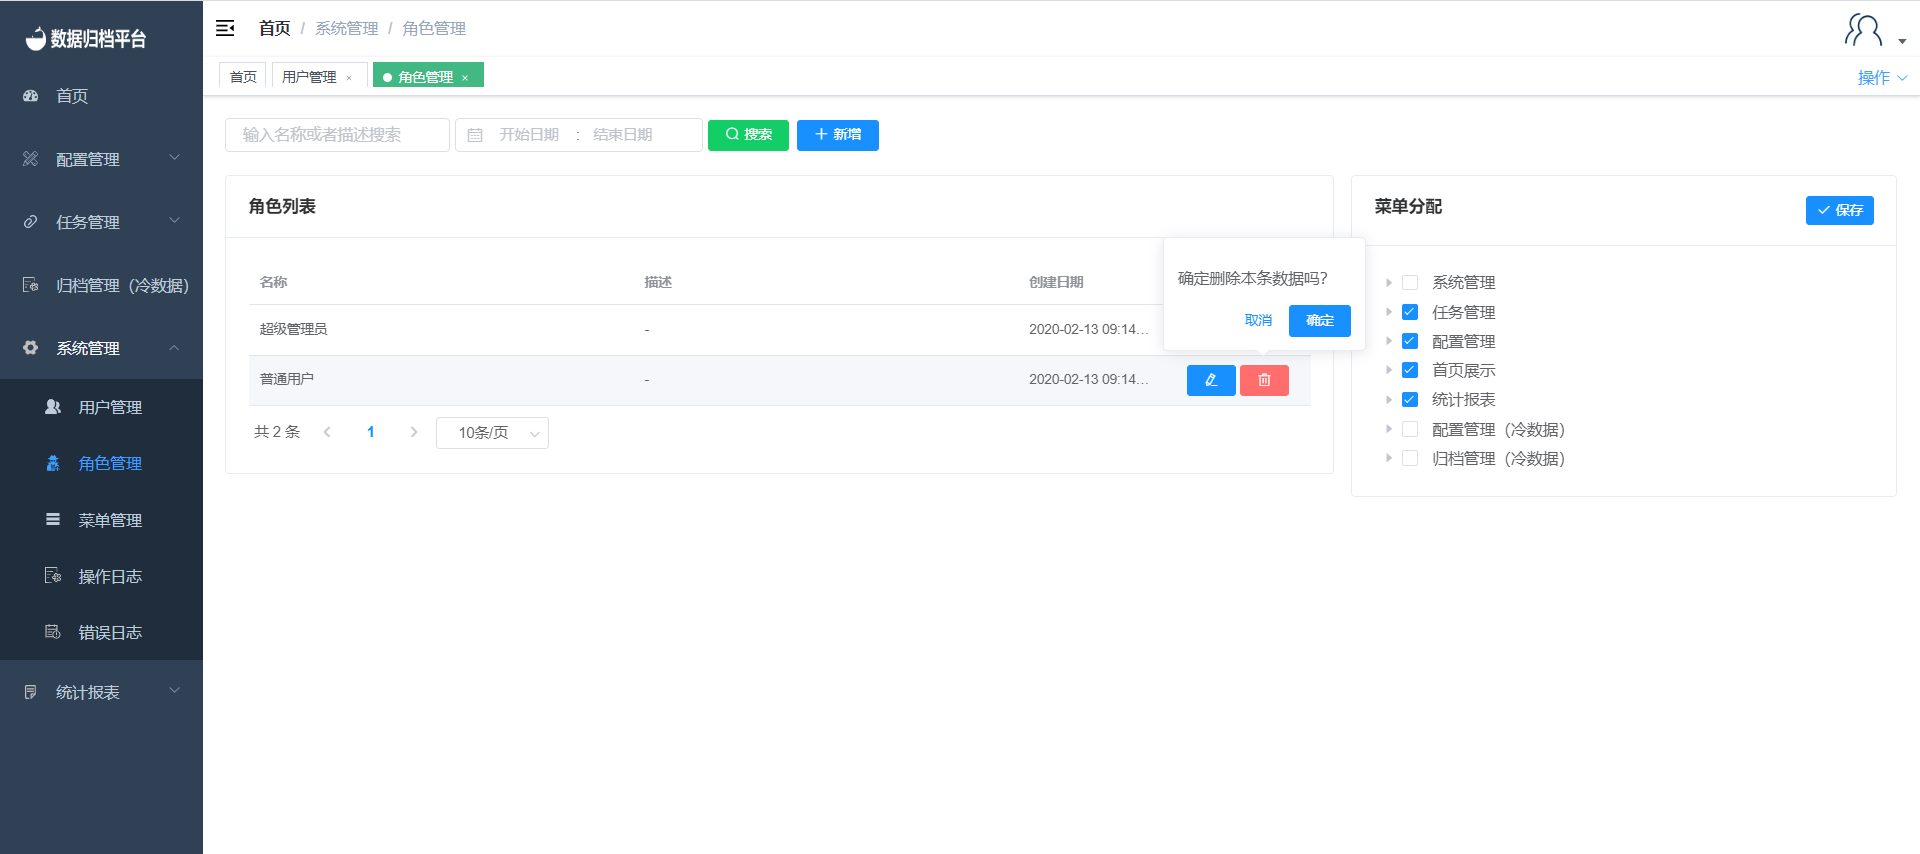 数据归档平台
首页
配置管理
任务管理
归档管理（冷数据）
系统管理
用户管理
角色管理
菜单管理
操作日志
错误日志
统计报表
首页 / 系统管理 / 角色管理
首页
用户管理 ×
角色管理 ×
操作
输入名称或者描述搜索
开始日期 : 结束日期
搜索
新增
角色列表
名称 描述 创建日期
超级管理员 - 2020-02-13 09:14...
普通用户 - 2020-02-13 09:14...
共 2 条 1 10条/页
确定删除本条数据吗?
取消 确定
菜单分配
保存
系统管理
任务管理
配置管理
首页展示
统计报表
配置管理（冷数据）
归档管理（冷数据）